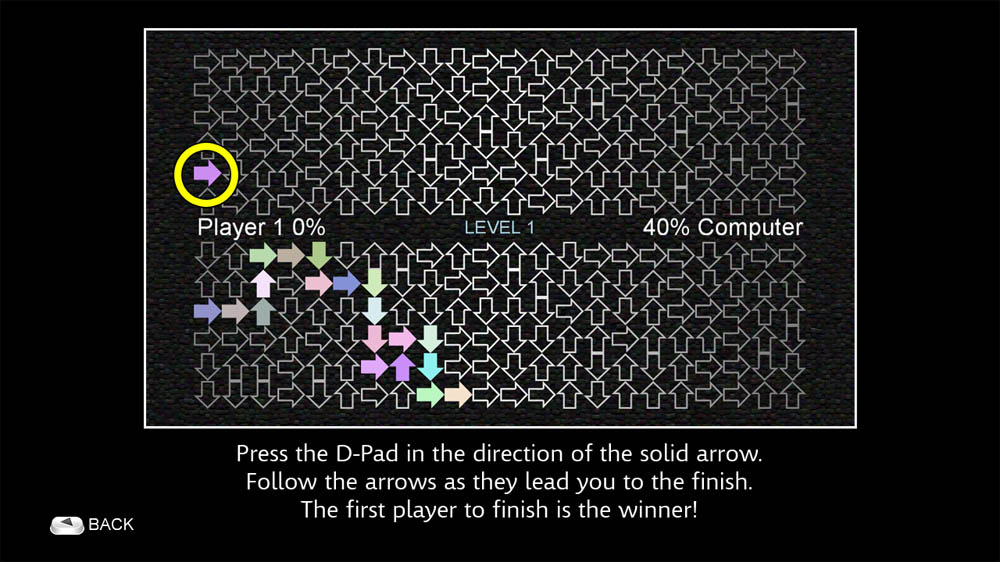 Player 1 0%
LEVEL 1
40% Computer
Press the D-Pad in the direction of the solid arrow.
Follow the arrows as they lead you to the finish.
The first player to finish is the winner!
BACK